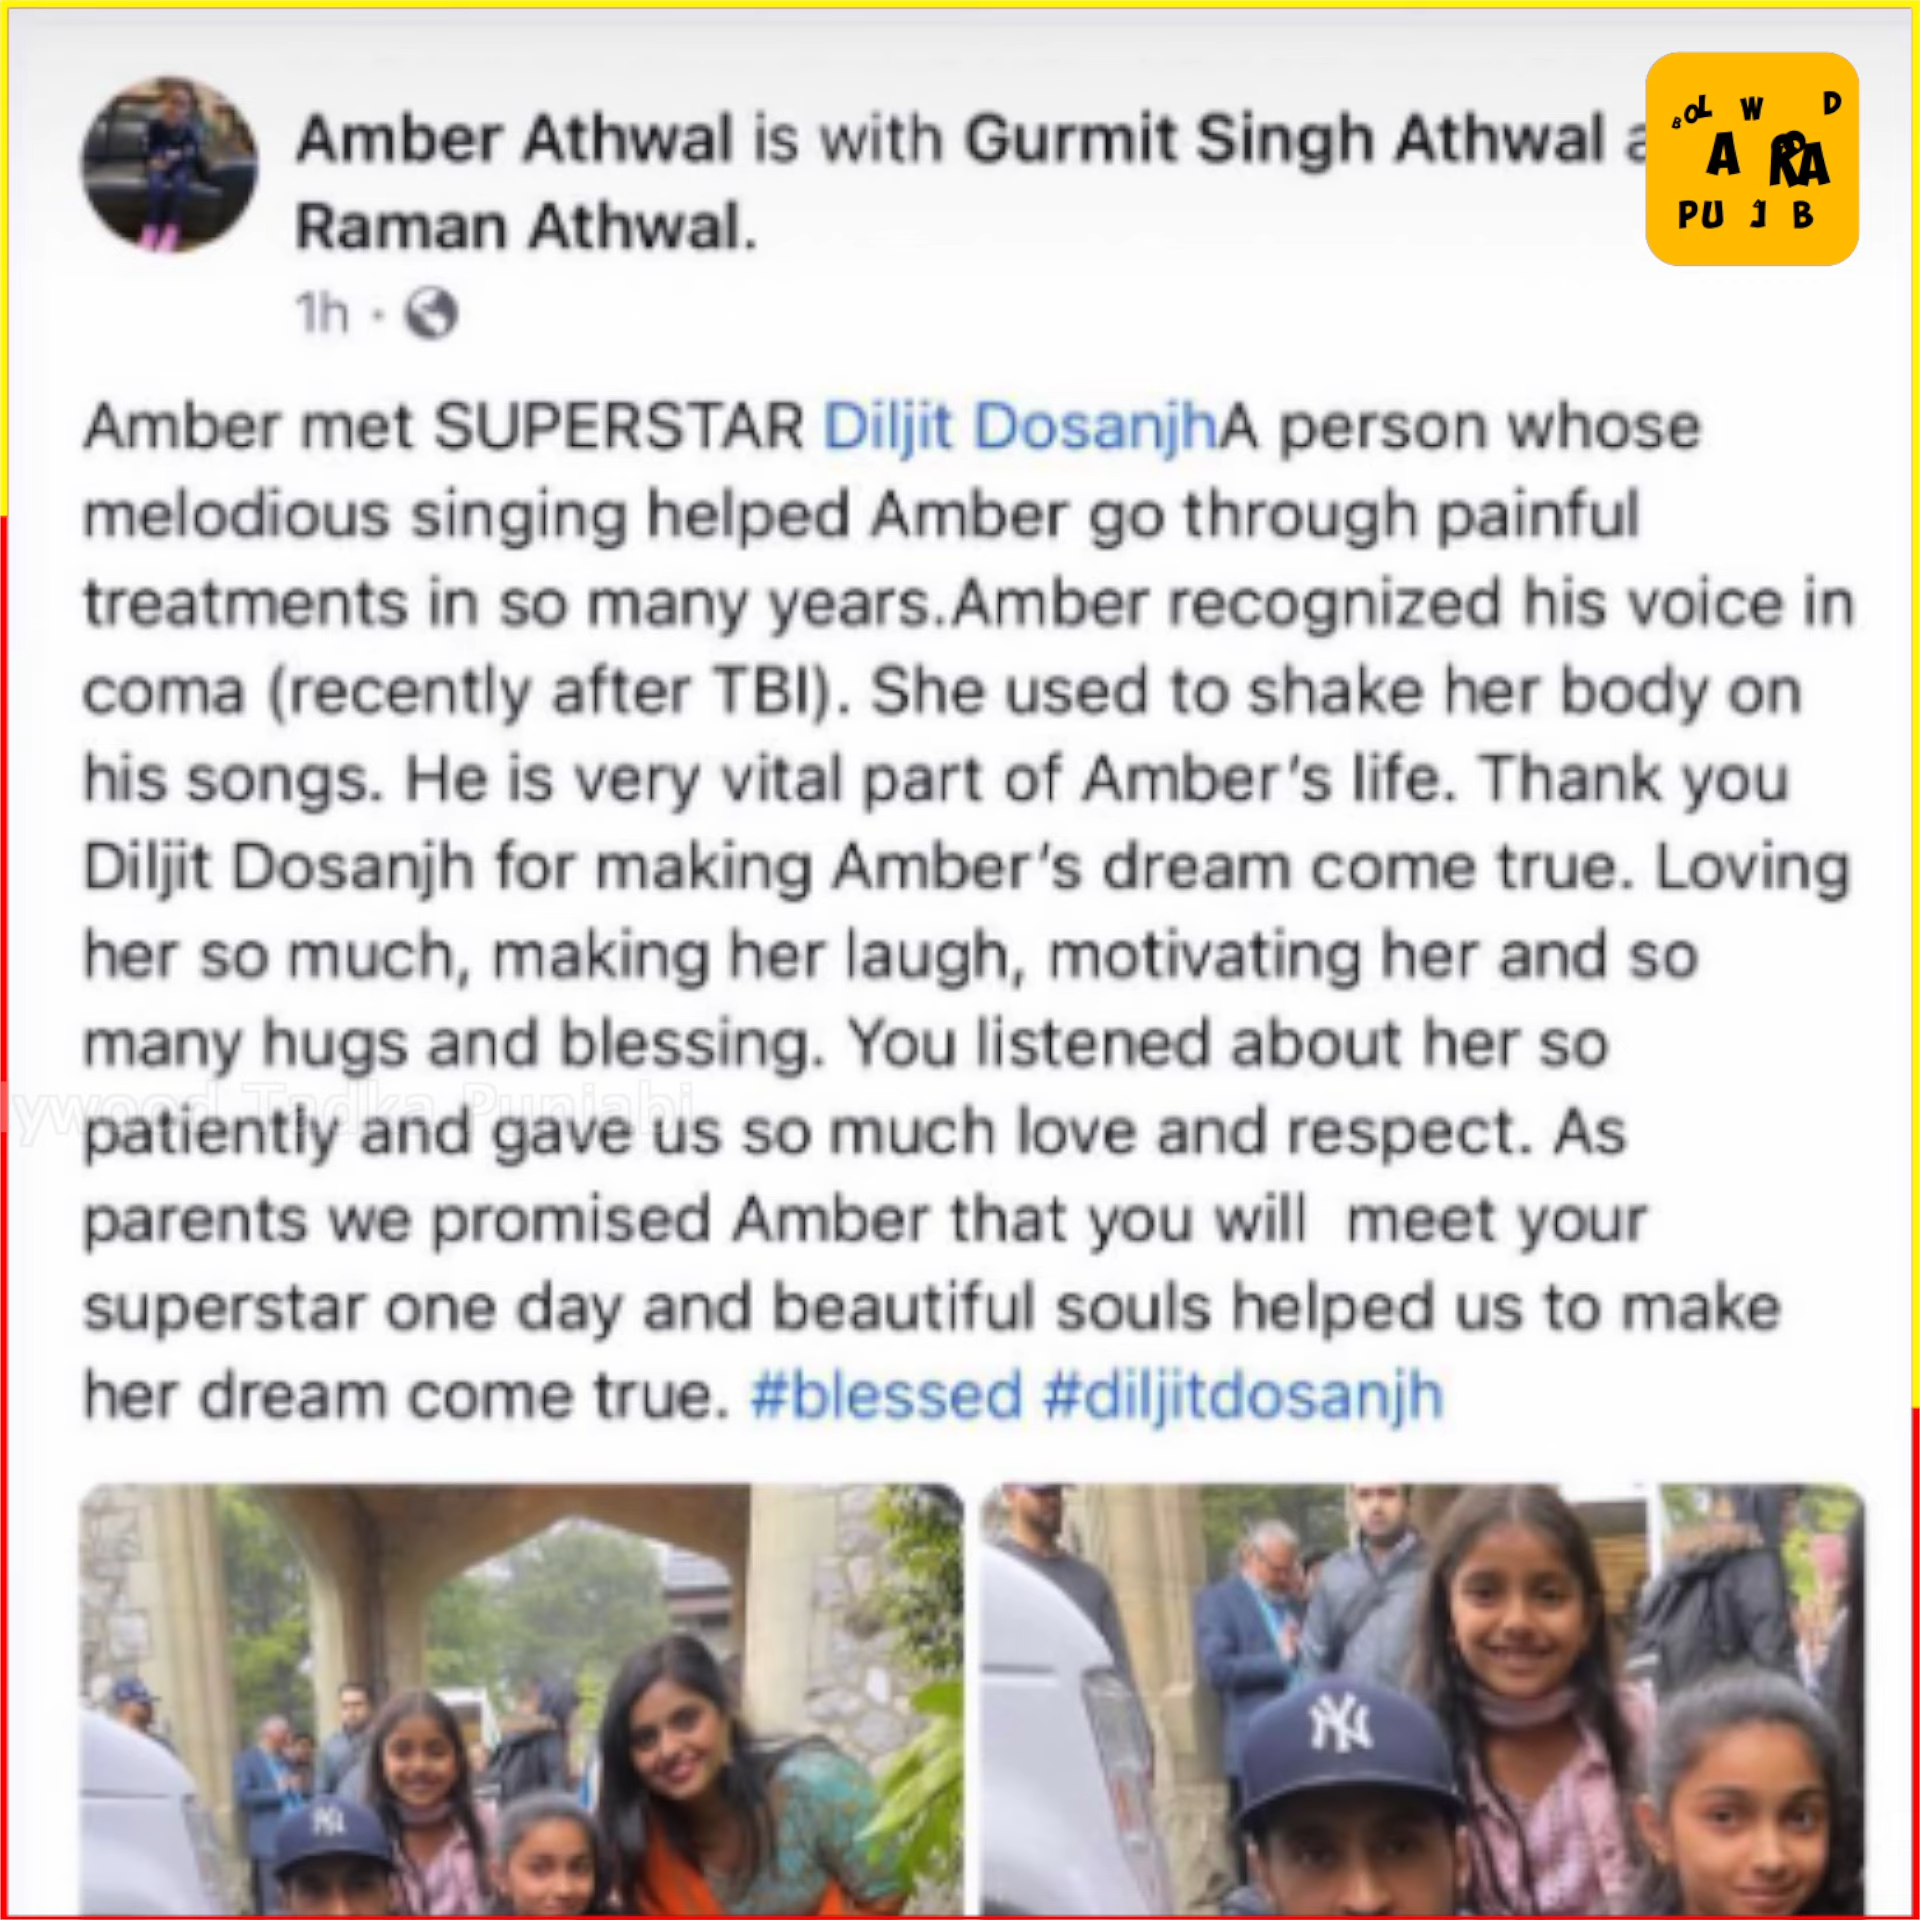 Amber Athwal is with Gurmit Singh Athwal
Raman Athwal.
1h ·
Amber met SUPERSTAR Diljit DosanjhA person whose
melodious singing helped Amber go through painful
treatments in so many years.Amber recognized his voice in
coma (recently after TBI). She used to shake her body on
his songs. He is very vital part of Amber's life. Thank you
Diljit Dosanjh for making Amber's dream come true. Loving
her so much, making her laugh, motivating her and so
many hugs and blessing. You listened about her so
patiently and gave us so much love and respect. As
parents we promised Amber that you will  meet your
superstar one day and beautiful souls helped us to make
her dream come true. #blessed #diljitdosanjh
BOL W D
A RA
PU J B
ywood Tadka Punjabi
NY
NY